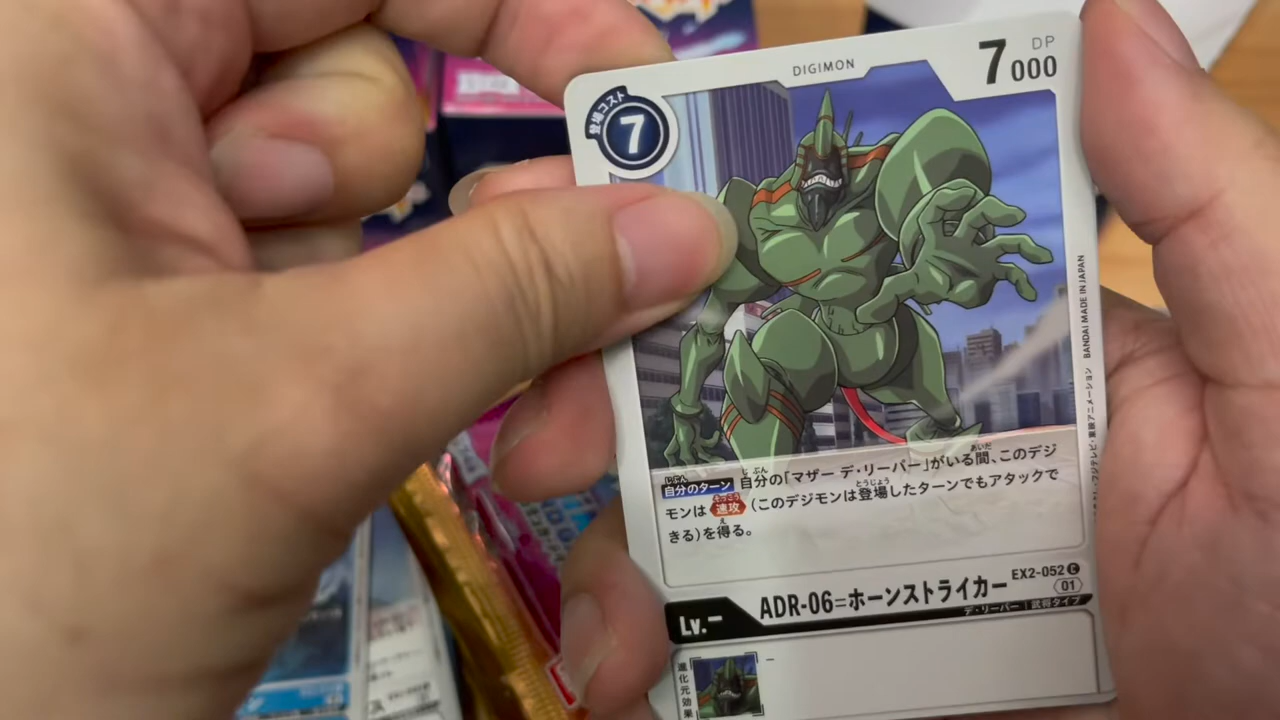 DIGIMON
DP
7000
登場コスト
7
自分のターン 自分の「マザー デ・リーパー」がいる間、このデジ
モンは 速攻 (このデジモンは登場したターンでもアタックで
きる)を得る。
BANDAI MADE IN JAPAN
EX2-052 C
01
ADR-06=ホーンストライカー
Lv.ー
デ・リーパー | 武将タイプ
進化元効果
ー